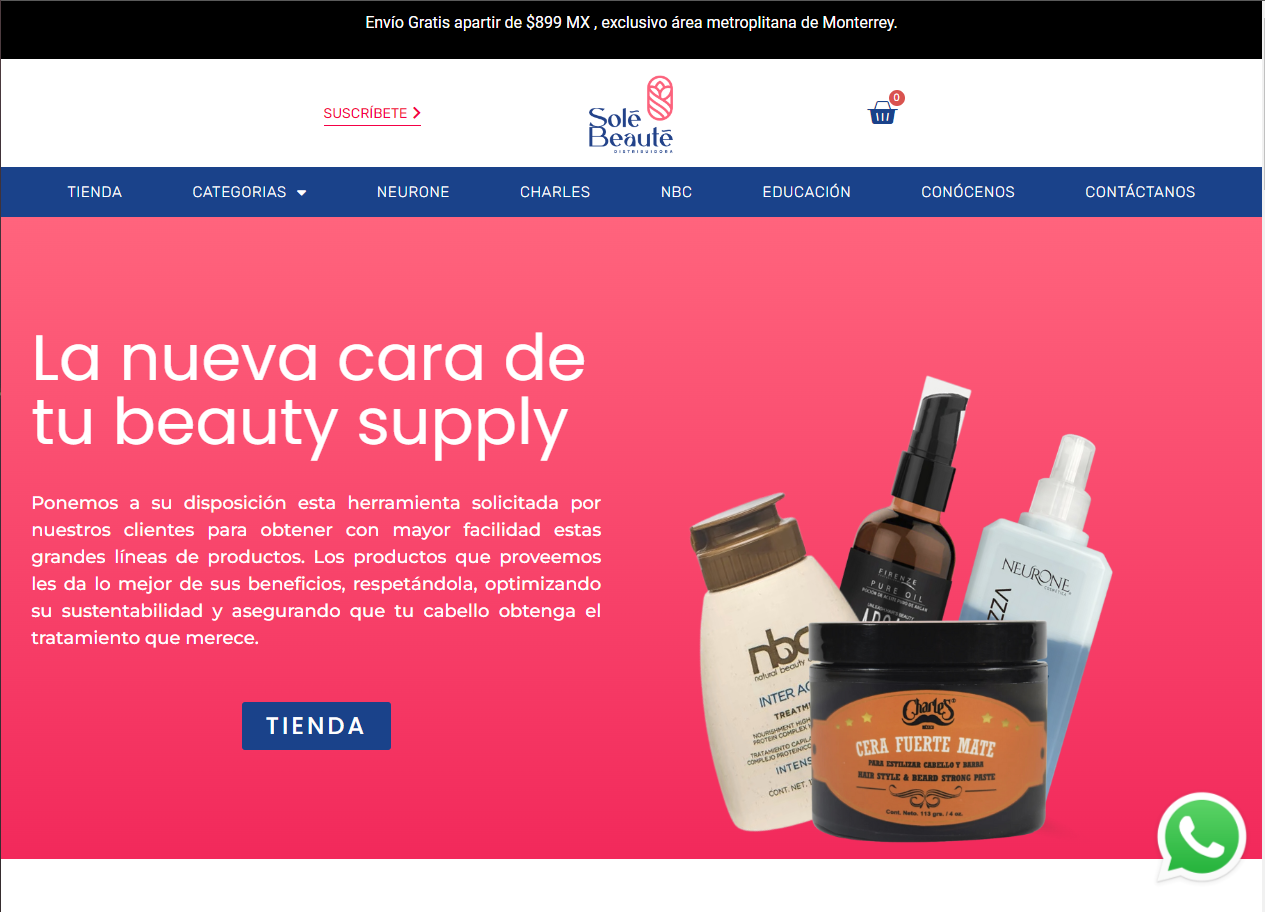 Envío Gratis apartir de $899 MX , exclusivo área metroplitana de Monterrey.
SUSCRÍBETE
Solē
Beautē
DISTRIBUIDORA
0
TIENDA
CATEGORIAS
NEURONE
CHARLES
NBC
EDUCACIÓN
CONÓCENOS
CONTÁCTANOS
La nueva cara de
tu beauty supply
Ponemos a su disposición esta herramienta solicitada por
nuestros clientes para obtener con mayor facilidad estas
grandes líneas de productos. Los productos que proveemos
les da lo mejor de sus beneficios, respetándola, optimizando
su sustentabilidad y asegurando que tu cabello obtenga el
tratamiento que merece.
TIENDA
FIRENZE
PURE OIL
NEURONE
COSMÉTICA
nbc
natural beauty
INTER
NOURISHMENT HIGH
PROTEIN COMPLEX
TRATAMIENTO
COMPLEJO
CONT. NET.
Charles
MEXICO
CERA FUERTE MATE
PARA ESTILIZAR CABELLO Y BARBA
HAIR STYLE & BEARD STRONG PASTE
Cont. Neto. 113 grs. / 4 oz.